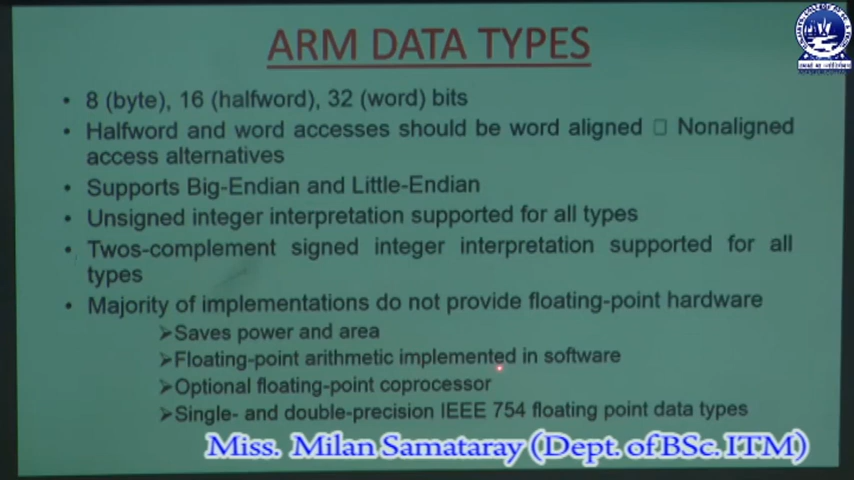 ARM DATA TYPES
• 8 (byte), 16 (halfword), 32 (word) bits
• Halfword and word accesses should be word aligned □ Nonaligned
access alternatives
• Supports Big-Endian and Little-Endian
• Unsigned integer interpretation supported for all types
• Twos-complement signed integer interpretation supported for all
types
• Majority of implementations do not provide floating-point hardware
➢Saves power and area
➢Floating-point arithmetic implemented in software
➢Optional floating-point coprocessor
➢Single- and double-precision IEEE 754 floating point data types
Miss. Milan Samataray (Dept. of BSc. ITM)